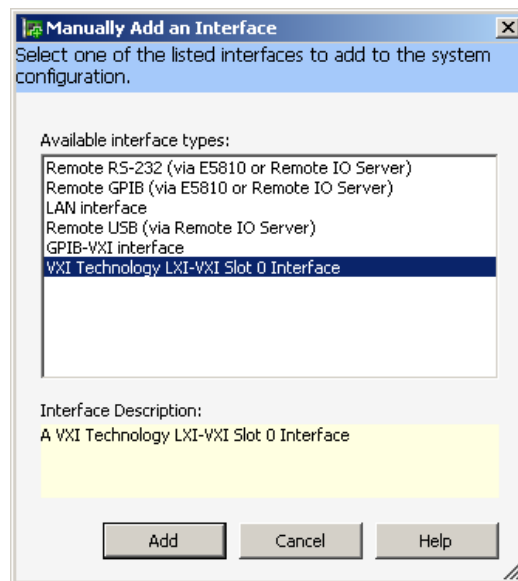 Manually Add an Interface
Select one of the listed interfaces to add to the system
configuration.
Available interface types:
Remote RS-232 (via E5810 or Remote IO Server)
Remote GPIB (via E5810 or Remote IO Server)
LAN interface
Remote USB (via Remote IO Server)
GPIB-VXI interface
VXI Technology LXI-VXI Slot 0 Interface
Interface Description:
A VXI Technology LXI-VXI Slot 0 Interface
Add Cancel Help